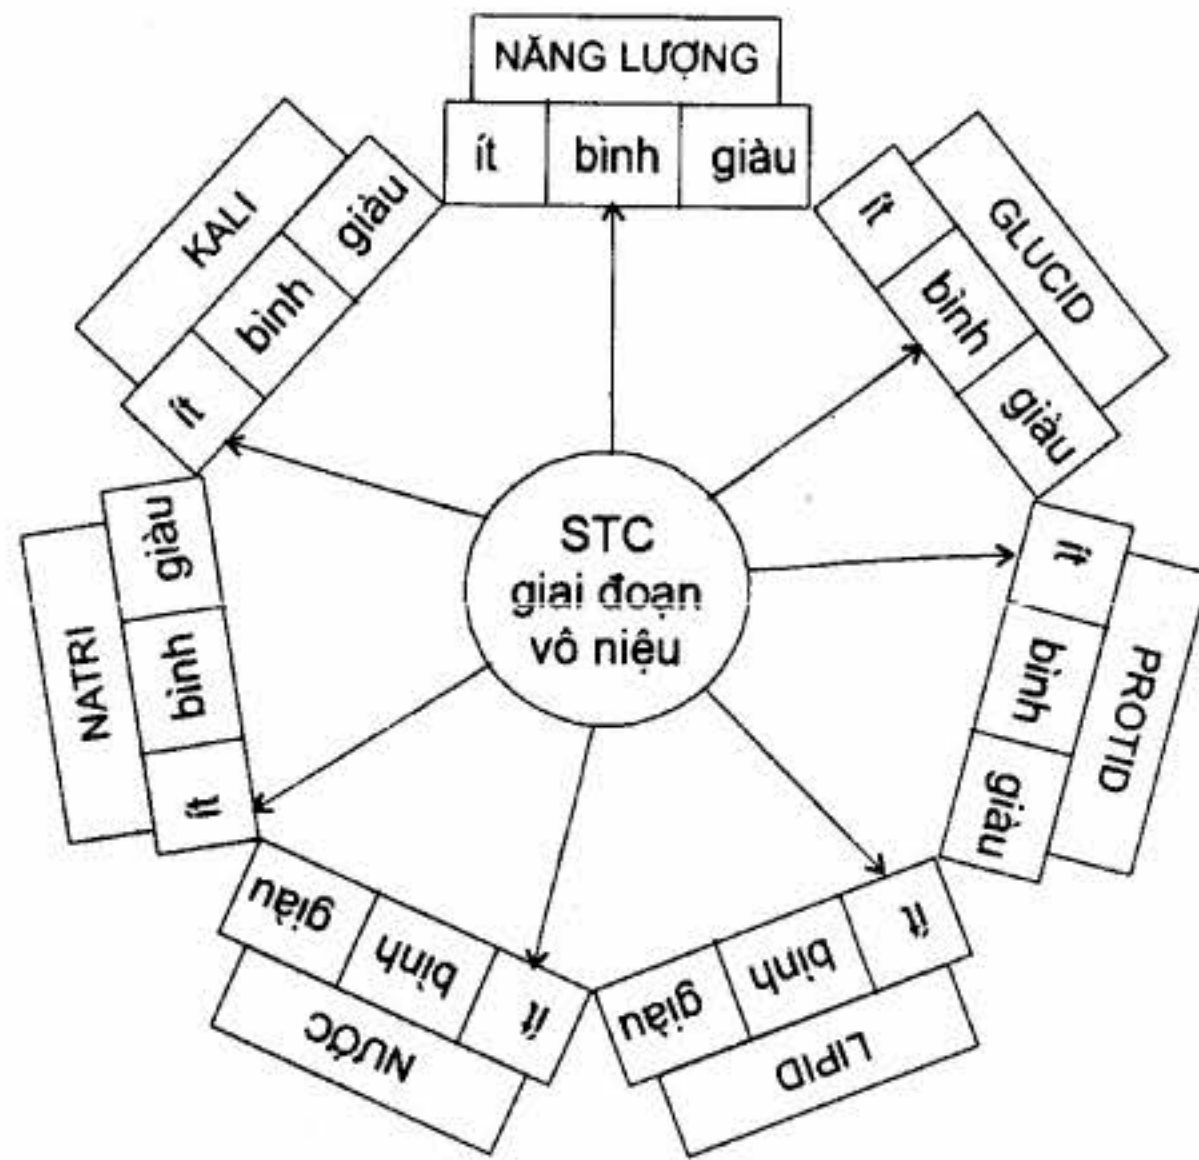 NĂNG LƯỢNG
ít bình giàu
GLUCID
ít bình giàu
PROTID
ít bình giàu
LIPID
ít bình giàu
NƯỚC
ít bình giàu
NATRI
ít bình giàu
KALI
ít bình giàu
STC
giai đoạn
vô niệu